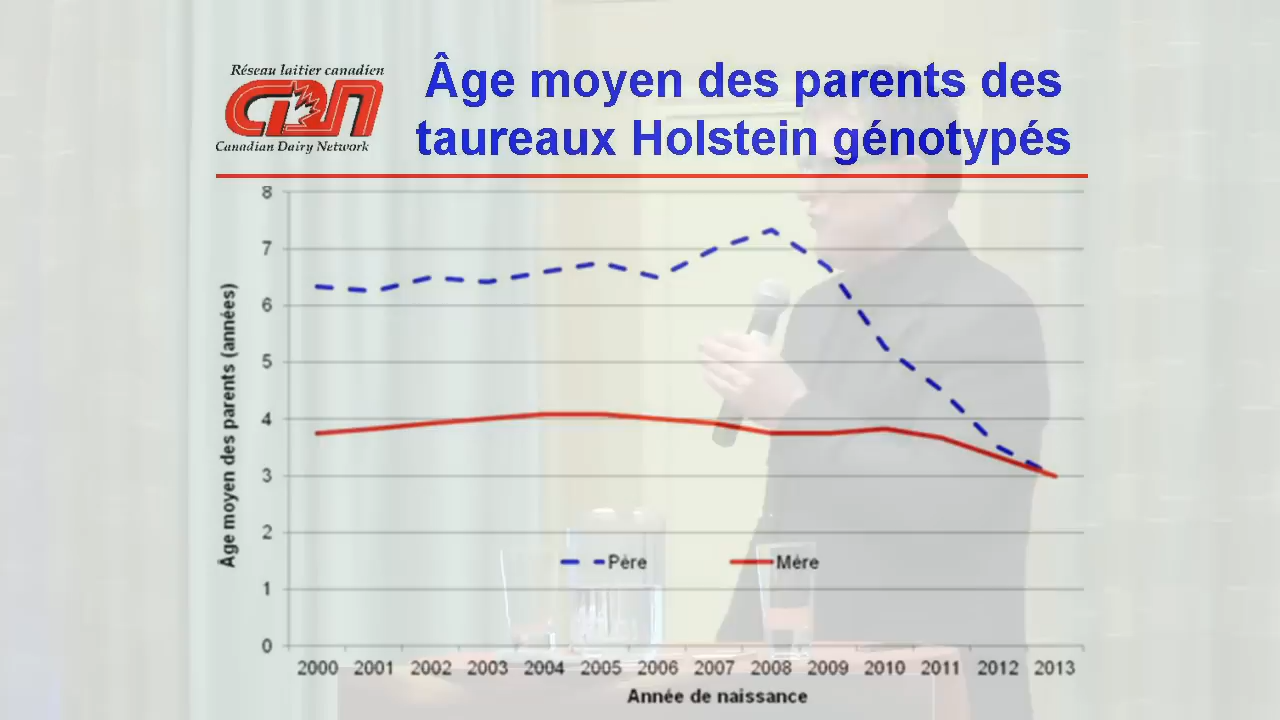 Réseau laitier canadien
CDN
Canadian Dairy Network
Âge moyen des parents des
taureaux Holstein génotypés
Âge moyen des parents (années)
8
7
6
5
4
3
2
1
0
Père
Mére
2000 2001 2002 2003 2004 2005 2006 2007 2008 2009 2010 2011 2012 2013
Année de naissance